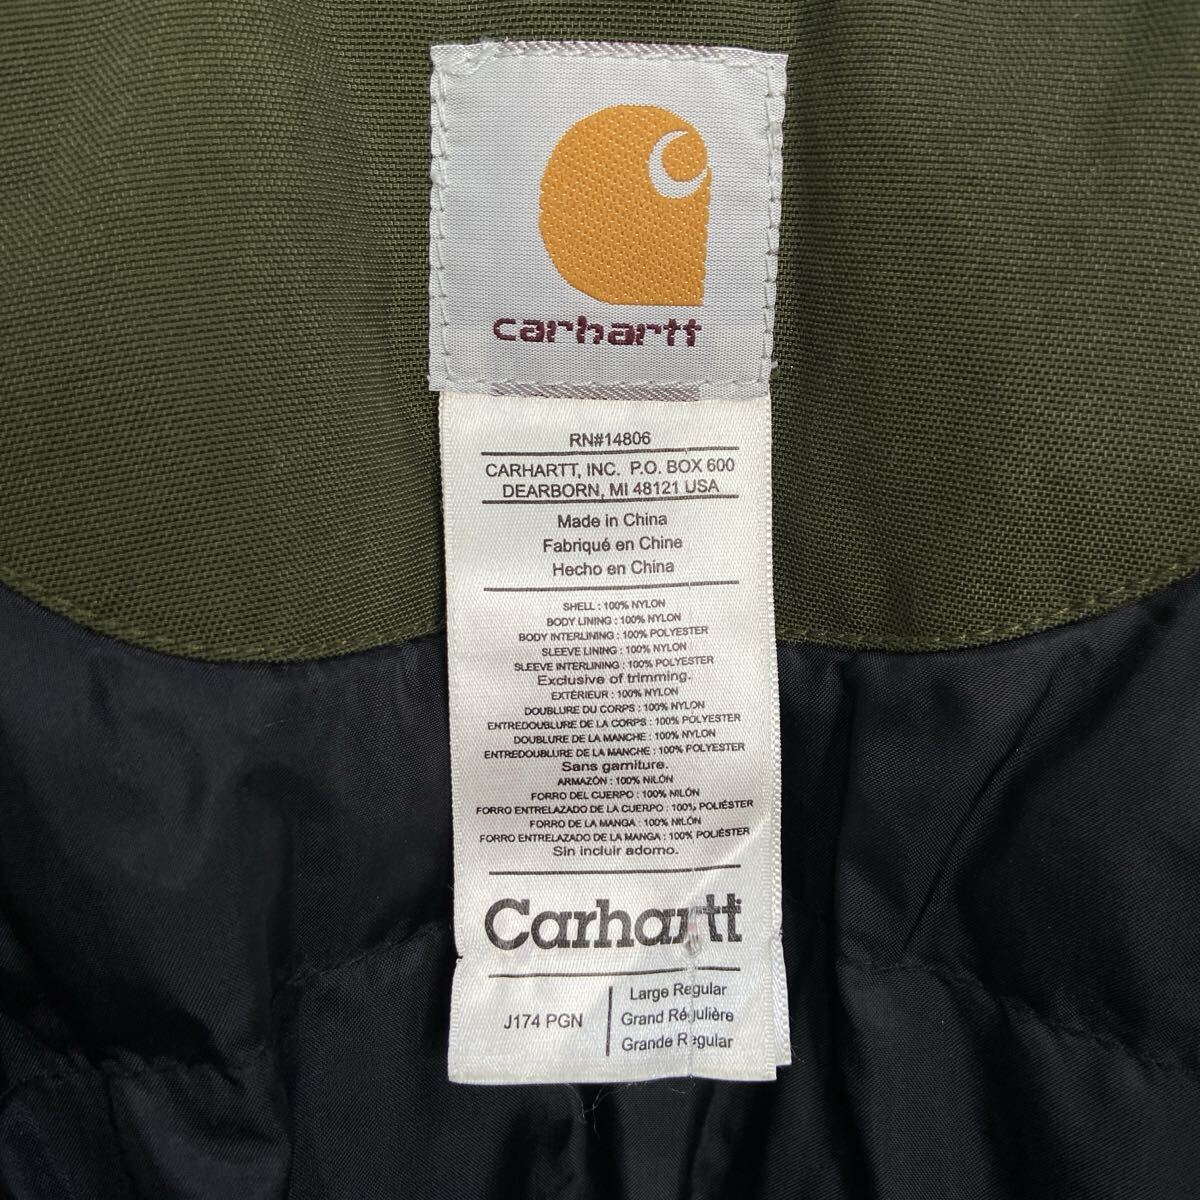 carhartt
RN#14806
CARHARTT, INC. P.O. BOX 600
DEARBORN, MI 48121 USA
Made in China
Fabriqué en Chine
Hecho en China
SHELL : 100% NYLON
BODY LINING : 100% NYLON
BODY INTERLINING : 100% POLYESTER
SLEEVE LINING : 100% NYLON
SLEEVE INTERLINING : 100% POLYESTER
Exclusive of trimming.
EXTÉRIEUR : 100% NYLON
DOUBLURE DU CORPS : 100% NYLON
ENTREDOUBLURE DE LA CORPS : 100% POLYESTER
DOUBLURE DE LA MANCHE : 100% NYLON
ENTREDOUBLURE DE LA MANCHE : 100% POLYESTER
Sans garniture.
ARMAZÓN : 100% NILÓN
FORRO DEL CUERPO : 100% NILÓN
FORRO ENTRELAZADO DE LA CUERPO : 100% POLIÉSTER
FORRO DE LA MANGA : 100% NILÓN
FORRO ENTRELAZADO DE LA MANGA : 100% POLIÉSTER
Sin incluir adorno.
Carhartt
J174 PGN
Large Regular
Grand Régulière
Grande Regular